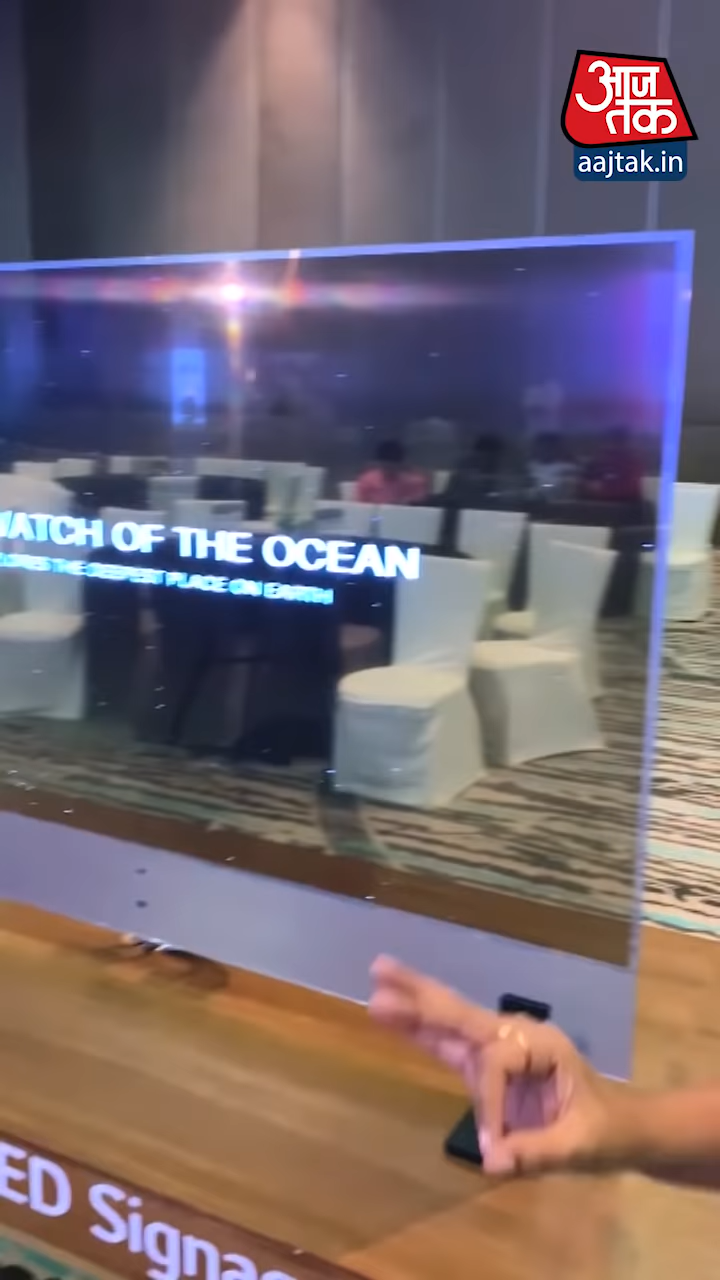 आज
तक
aajtak.in
WATCH OF THE OCEAN
THE DEEPEST PLACE ON EARTH
ED Signa